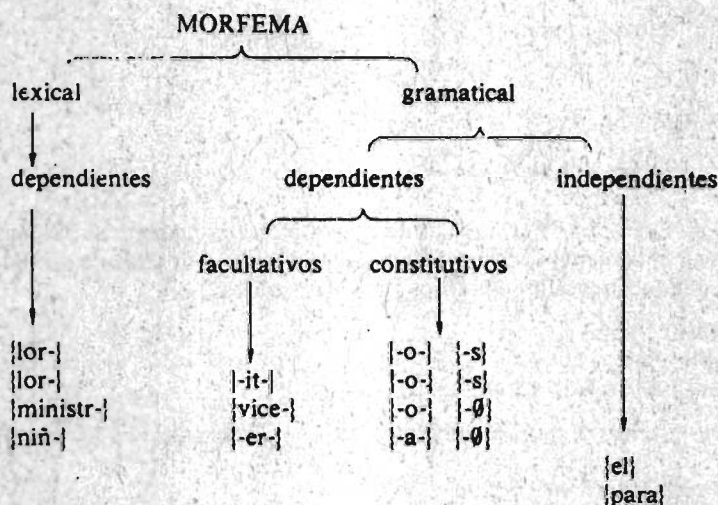 MORFEMA
lexical gramatical
dependientes dependientes independientes
facultativos constitutivos
{lor-} {-o-} {-s}
{lor-} {-it-} {-o-} {-s}
{ministr-} {vice-} {-o-} {-Ø}
{niñ-} {-er-} {-a-} {-Ø}
{el}
{para}